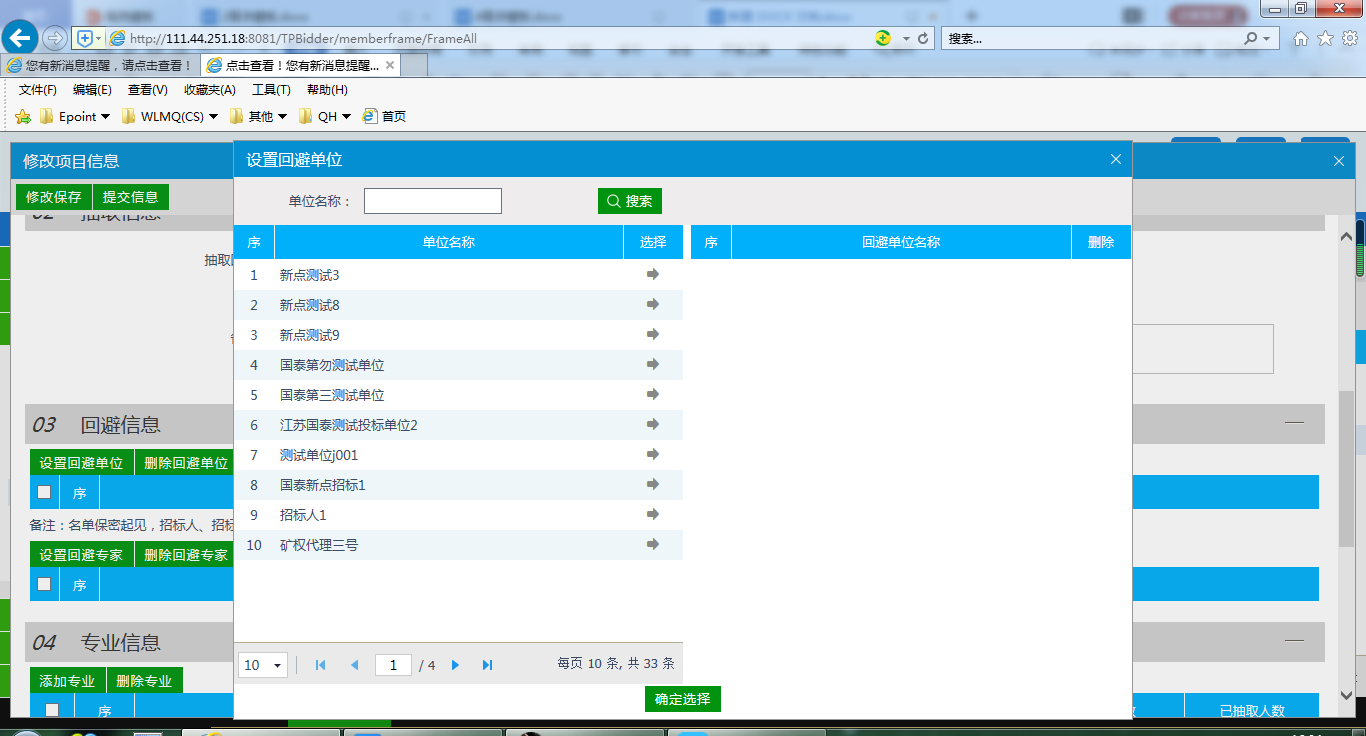 http://111.44.251.18:8081/TPBidder/memberframe/FrameAll
搜索...
您有新消息提醒，请点击查看！
点击查看！您有新消息提醒...
文件(F) 编辑(E) 查看(V) 收藏夹(A) 工具(T) 帮助(H)
Epoint WLMQ(CS) 其他 QH 首页
修改项目信息
设置回避单位
修改保存 提交信息
单位名称：
搜索
02 抽取信息
序 单位名称 选择
序 回避单位名称 删除
抽取
1 新点测试3
2 新点测试8
3 新点测试9
4 国泰第勿测试单位
5 国泰第三测试单位
6 江苏国泰测试投标单位2
7 测试单位j001
8 国泰新点招标1
9 招标人1
10 矿权代理三号
03 回避信息
设置回避单位 删除回避单位
序
备注：名单保密起见，招标人、招标
设置回避专家 删除回避专家
序
04 专业信息
添加专业 删除专业
序
已抽取人数
10
1 / 4
每页 10 条, 共 33 条
确定选择